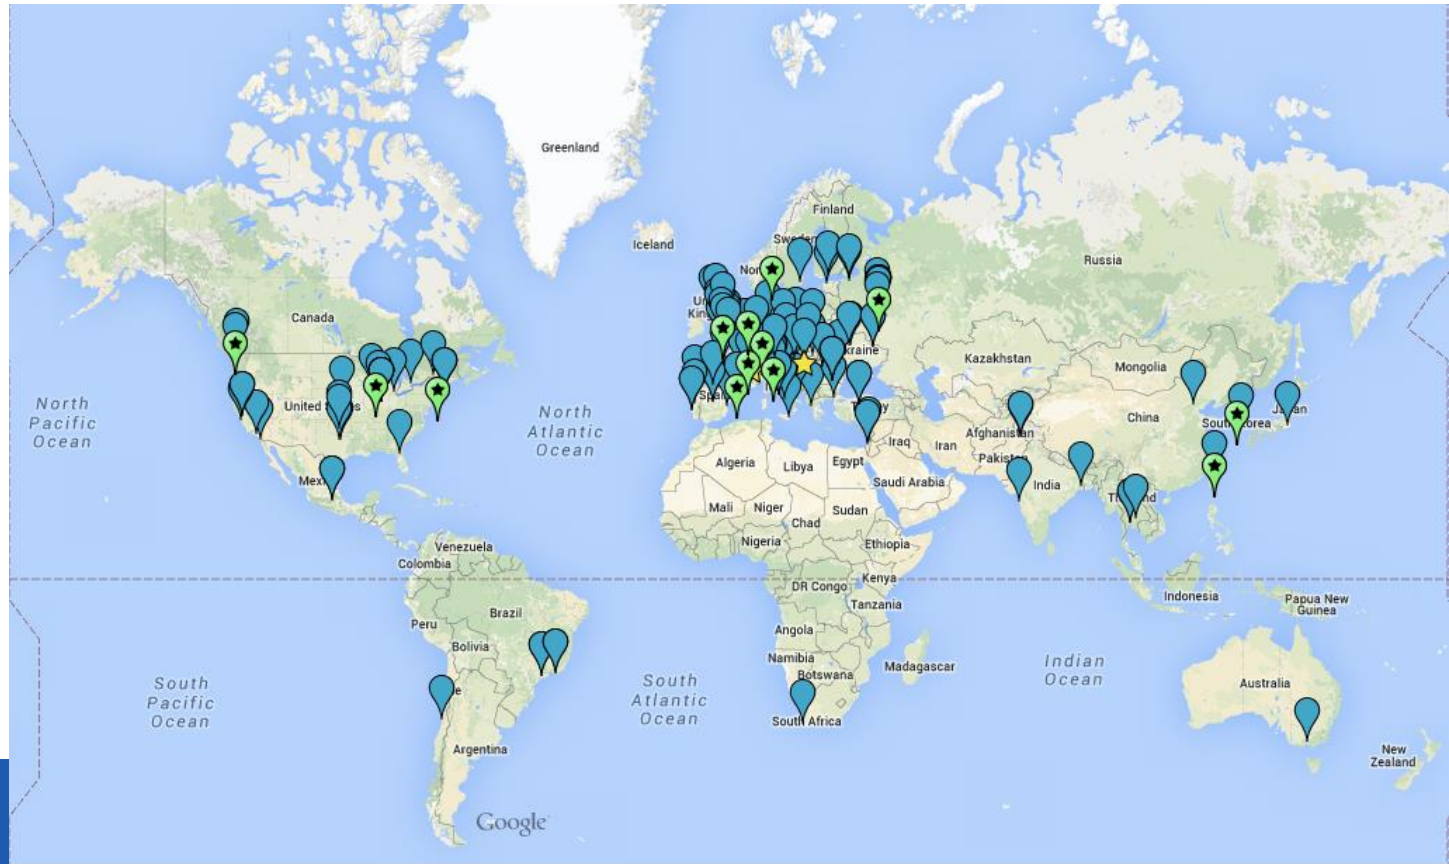 Greenland
Finland
Iceland
Russia
Canada
Kazakhstan
Mongolia
North
Pacific
Ocean
North
Atlantic
Ocean
China
Afghanistan
Iraq
Iran
Algeria
Libya
Egypt
India
Saudi Arabia
Mali
Niger
Sudan
Chad
Nigeria
Ethiopia
Venezuela
Colombia
DR Congo
Kenya
Indonesia
Papua New
Guinea
Tanzania
Brazil
Peru
Angola
Bolivia
Namibia
Botswana
Madagascar
Indian
Ocean
South
Pacific
Ocean
South
Atlantic
Ocean
Australia
South Africa
Argentina
New
Zealand
Google